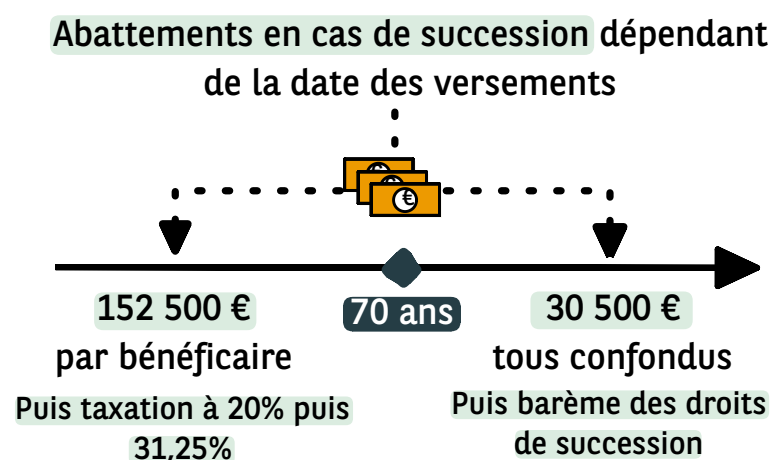 Abattements en cas de succession dépendant
de la date des versements
€
152 500 €
par bénéficaire
Puis taxation à 20% puis
31,25%
70 ans
30 500 €
tous confondus
Puis barème des droits
de succession